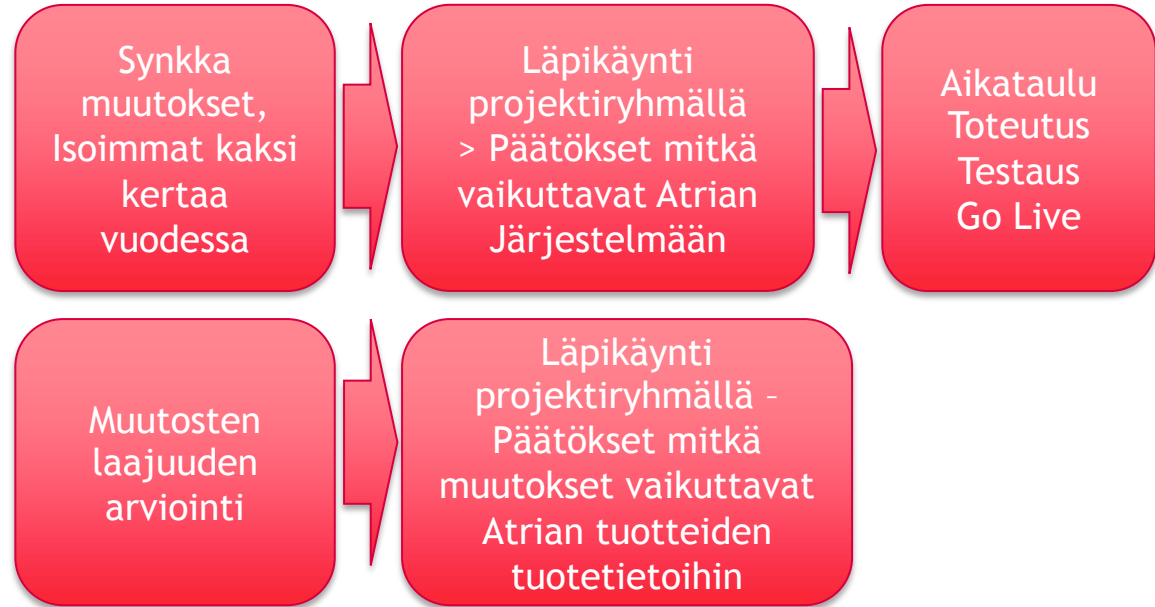 Synkka
muutokset,
Isoimmat kaksi
kertaa
vuodessa
Läpikäynti
projektiryhmällä
> Päätökset mitkä
vaikuttavat Atrian
Järjestelmään
Aikataulu
Toteutus
Testaus
Go Live
Muutosten
laajuuden
arviointi
Läpikäynti
projektiryhmällä –
Päätökset mitkä
muutokset vaikuttavat
Atrian tuotteiden
tuotetietoihin